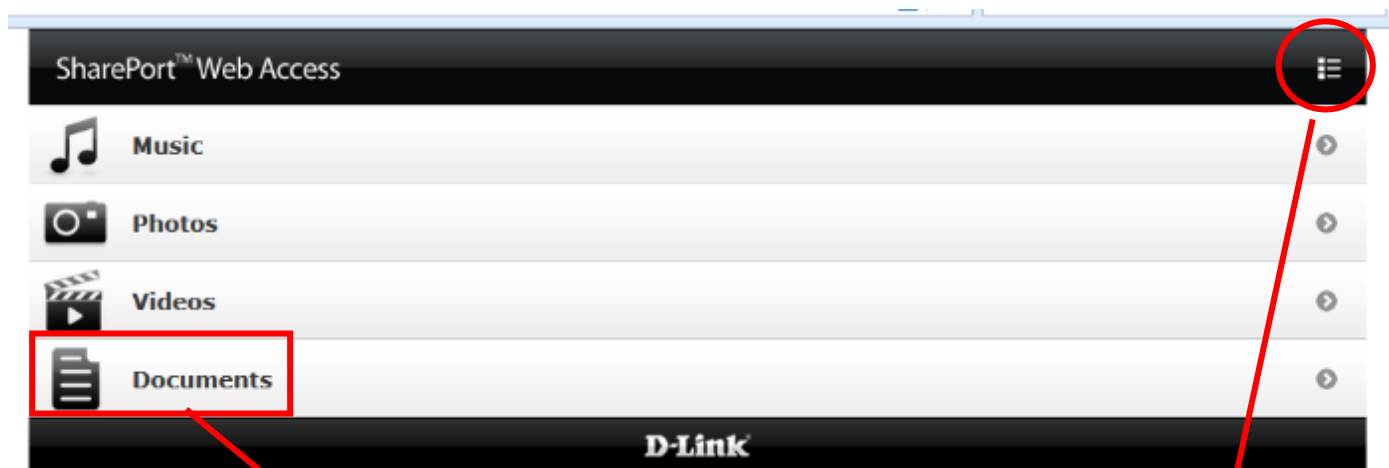 SharePort™ Web Access
Music
Photos
Videos
Documents
D-Link